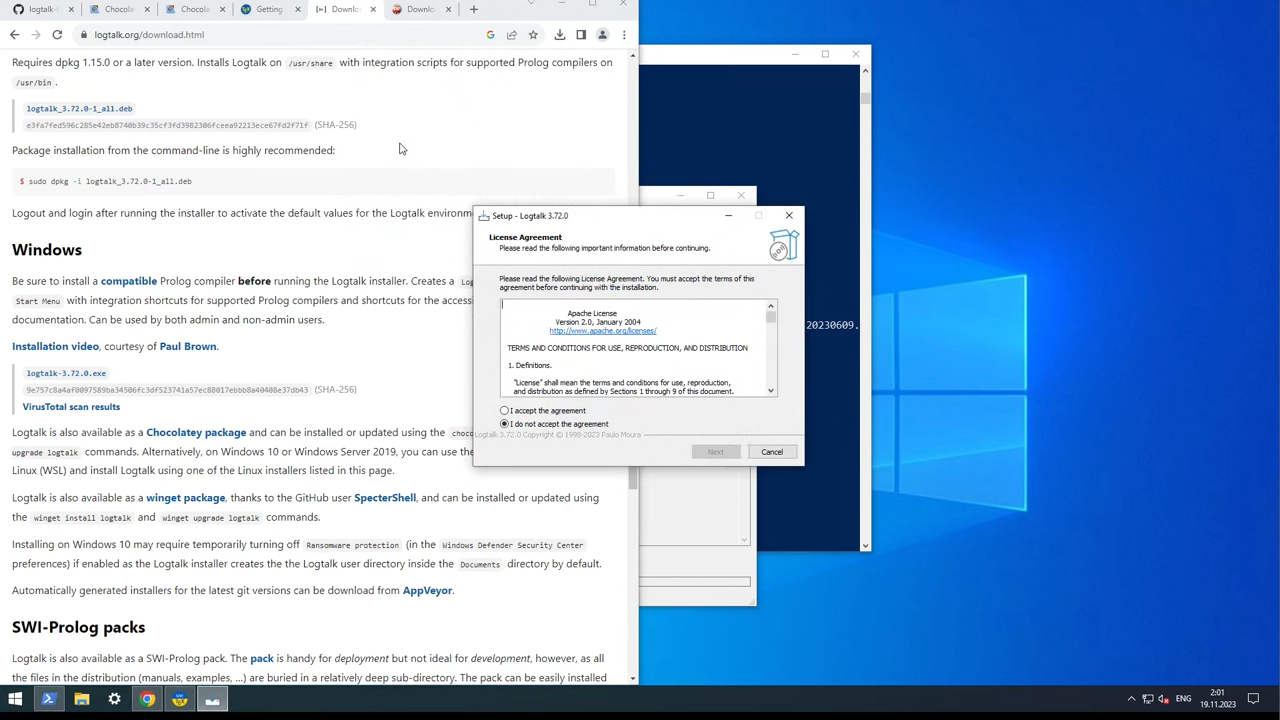 logtalk-l
Chocola
Chocola
Getting
Downlo
Downlo
logtalk.org/download.html
Requires dpkg 1.15.0 or later version. Installs Logtalk on /usr/share with integration scripts for supported Prolog compilers on
/usr/bin .
logtalk_3.72.0-1_all.deb
e3fa7fed596c285e42eb8740b39c35cf3fd3982306fceea92213ece67fd2f71f (SHA-256)
Package installation from the command-line is highly recommended:
$ sudo dpkg -i logtalk_3.72.0-1_all.deb
Logout and login after running the installer to activate the default values for the Logtalk environm
Windows
Be sure to install a compatible Prolog compiler before running the Logtalk installer. Creates a Log
Start Menu with integration shortcuts for supported Prolog compilers and shortcuts for the acces
documentation. Can be used by both admin and non-admin users.
Installation video, courtesy of Paul Brown.
logtalk-3.72.0.exe
9e757c8a4af0097589ba34506fc3df523741a57ec88017ebbb8a40408e37db43 (SHA-256)
VirusTotal scan results
Logtalk is also available as a Chocolatey package and can be installed or updated using the choco
upgrade logtalk commands. Alternatively, on Windows 10 or Windows Server 2019, you can use the
Linux (WSL) and install Logtalk using one of the Linux installers listed in this page.
Logtalk is also available as a winget package, thanks to the GitHub user SpecterShell, and can be installed or updated using
the winget install logtalk and winget upgrade logtalk commands.
Installing on Windows 10 may require temporarily turning off Ransomware protection (in the Windows Defender Security Center
preferences) if enabled as the Logtalk installer creates the the Logtalk user directory inside the Documents directory by default.
Automatically generated installers for the latest git versions can be download from AppVeyor.
SWI-Prolog packs
Logtalk is also available as a SWI-Prolog pack. The pack is handy for deployment but not ideal for development, however, as all
the files in the distribution (manuals, examples, ...) are buried in a relatively deep sub-directory. The pack can be easily installed
Setup - Logtalk 3.72.0
License Agreement
Please read the following important information before continuing.
Please read the following License Agreement. You must accept the terms of this
agreement before continuing with the installation.
Apache License
Version 2.0, January 2004
http://www.apache.org/licenses/
TERMS AND CONDITIONS FOR USE, REPRODUCTION, AND DISTRIBUTION
1. Definitions.
"License" shall mean the terms and conditions for use, reproduction,
and distribution as defined by Sections 1 through 9 of this document.
I accept the agreement
I do not accept the agreement
Logtalk 3.72.0 Copyright © 1998-2023 Paulo Moura
Next
Cancel
20230609.
ENG
2:01
19.11.2023